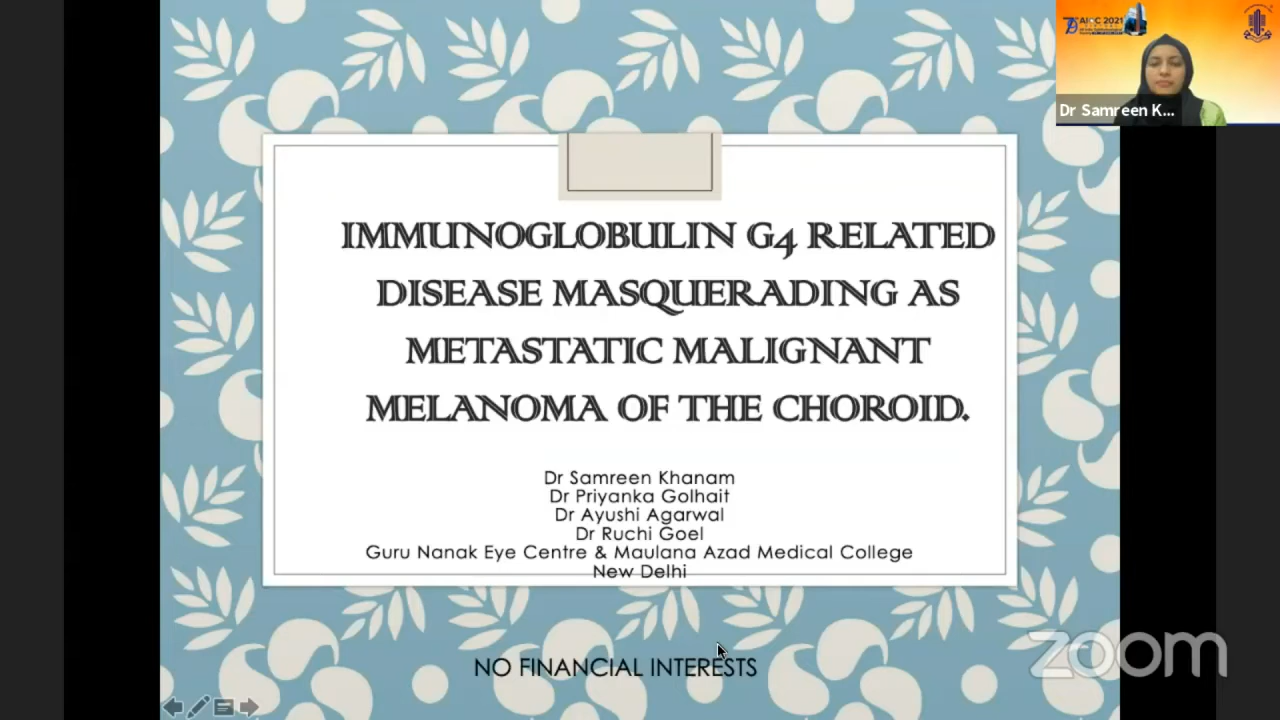 AIOC 2021
Dr Samreen K...
IMMUNOGLOBULIN G4 RELATED
DISEASE MASQUERADING AS
METASTATIC MALIGNANT
MELANOMA OF THE CHOROID.
Dr Samreen Khanam
Dr Priyanka Golhait
Dr Ayushi Agarwal
Dr Ruchi Goel
Guru Nanak Eye Centre & Maulana Azad Medical College
New Delhi
NO FINANCIAL INTERESTS
zoom